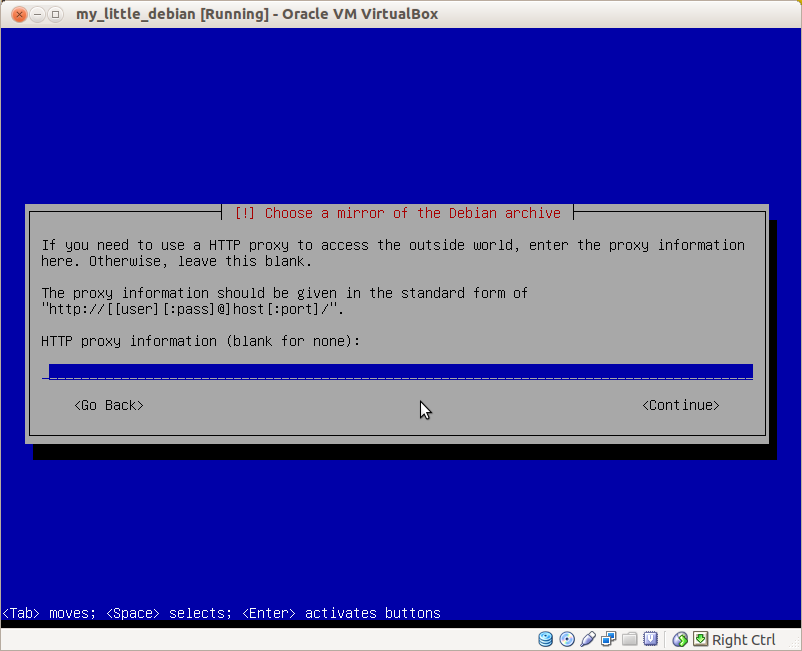 my_little_debian [Running] - Oracle VM VirtualBox
[!] Choose a mirror of the Debian archive
If you need to use a HTTP proxy to access the outside world, enter the proxy information
here. Otherwise, leave this blank.
The proxy information should be given in the standard form of
"http://[[user][:pass]@]host[:port]/".
HTTP proxy information (blank for none):
<Go Back> <Continue>
<Tab> moves; <Space> selects; <Enter> activates buttons
Right Ctrl